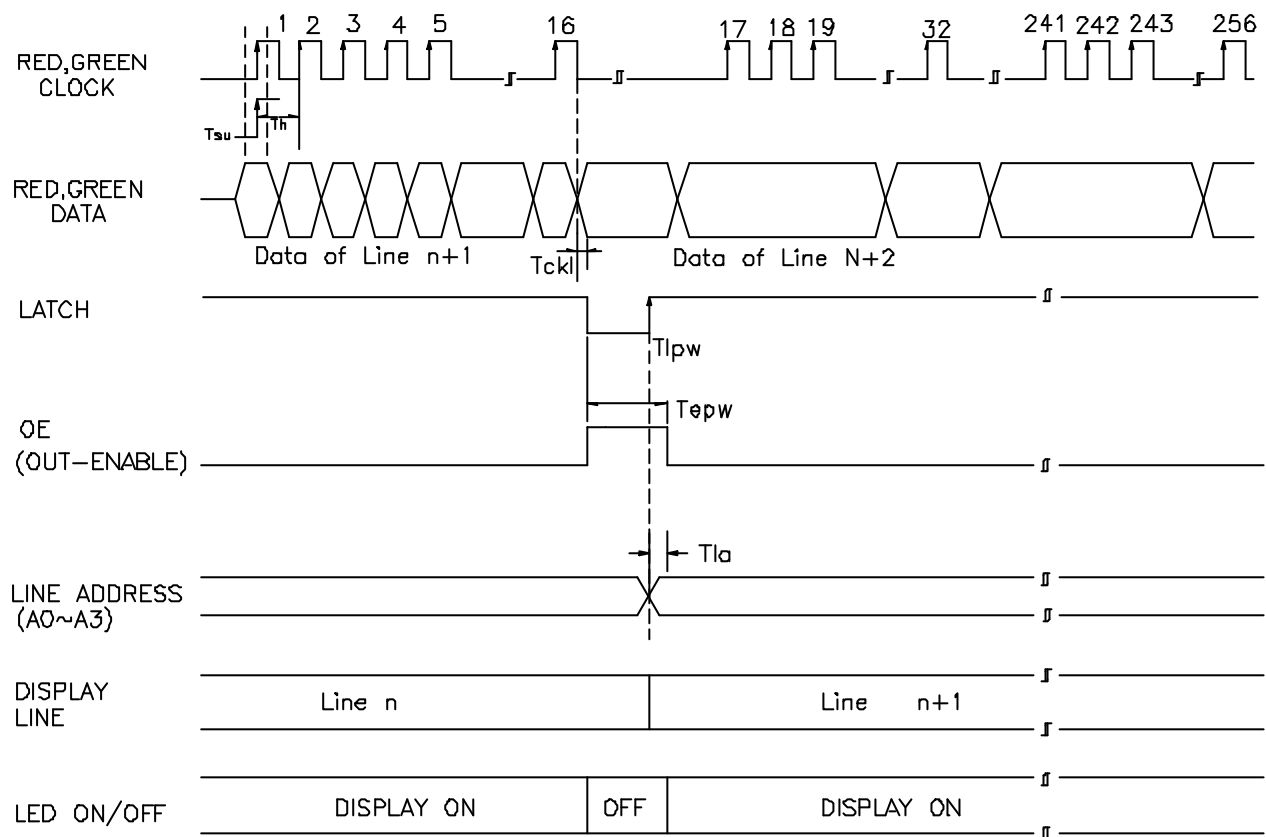 1 2 3 4 5 16 17 18 19 32 241 242 243 256
RED,GREEN
CLOCK
Tsu Th
RED,GREEN
DATA
Data of Line n+1 Tckl Data of Line N+2
LATCH
Tlpw
Tepw
OE
(OUT-ENABLE)
Tla
LINE ADDRESS
(A0~A3)
DISPLAY
LINE
Line n Line n+1
LED ON/OFF DISPLAY ON OFF DISPLAY ON